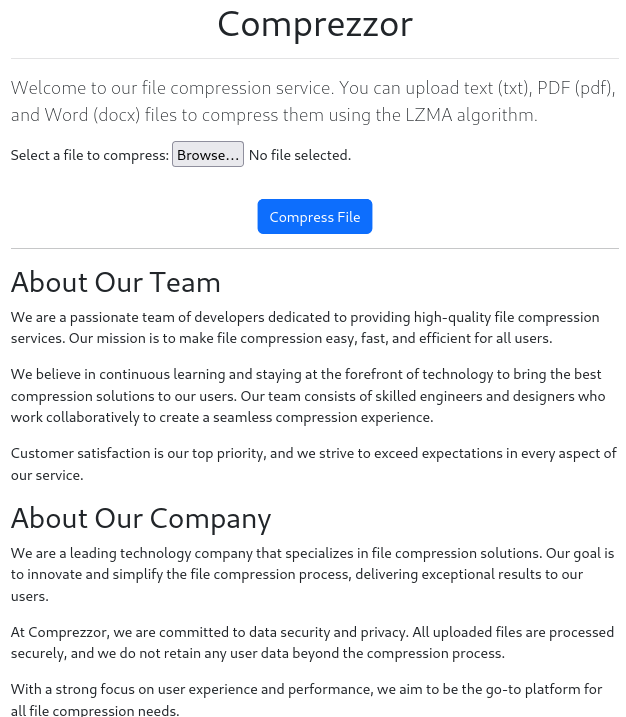 Comprezzor
Welcome to our file compression service. You can upload text (txt), PDF (pdf),
and Word (docx) files to compress them using the LZMA algorithm.
Select a file to compress: Browse... No file selected.
Compress File
About Our Team
We are a passionate team of developers dedicated to providing high-quality file compression
services. Our mission is to make file compression easy, fast, and efficient for all users.
We believe in continuous learning and staying at the forefront of technology to bring the best
compression solutions to our users. Our team consists of skilled engineers and designers who
work collaboratively to create a seamless compression experience.
Customer satisfaction is our top priority, and we strive to exceed expectations in every aspect of
our service.
About Our Company
We are a leading technology company that specializes in file compression solutions. Our goal is
to innovate and simplify the file compression process, delivering exceptional results to our
users.
At Comprezzor, we are committed to data security and privacy. All uploaded files are processed
securely, and we do not retain any user data beyond the compression process.
With a strong focus on user experience and performance, we aim to be the go-to platform for
all file compression needs.